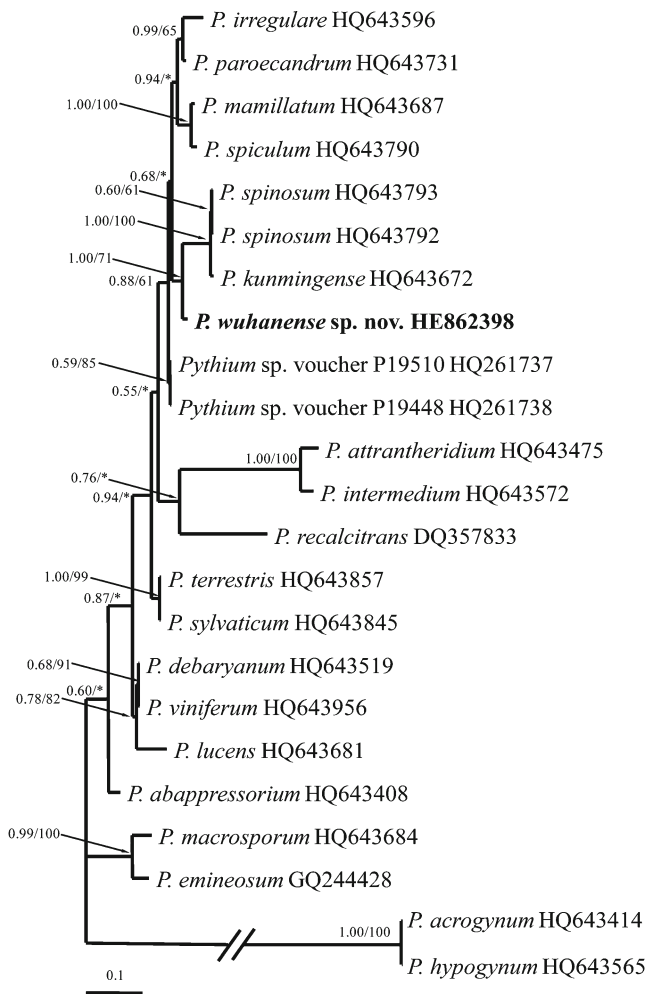 P. irregulare HQ643596
0.99/65
P. paroecandrum HQ643731
0.94/*
P. mamillatum HQ643687
1.00/100
P. spiculum HQ643790
0.68/*
P. spinosum HQ643793
0.60/61
1.00/100
P. spinosum HQ643792
1.00/71
P. kunmingense HQ643672
0.88/61
P. wuhanense sp. nov. HE862398
0.59/85
Pythium sp. voucher P19510 HQ261737
0.55/*
Pythium sp. voucher P19448 HQ261738
P. attrantheridium HQ643475
1.00/100
0.76/*
P. intermedium HQ643572
0.94/*
P. recalcitrans DQ357833
1.00/99
P. terrestris HQ643857
0.87/*
P. sylvaticum HQ643845
0.68/91
P. debaryanum HQ643519
0.60/*
0.78/82
P. viniferum HQ643956
P. lucens HQ643681
P. abappressorium HQ643408
0.99/100
P. macrosporum HQ643684
P. emineosum GQ244428
P. acrogynum HQ643414
1.00/100
P. hypogynum HQ643565
0.1